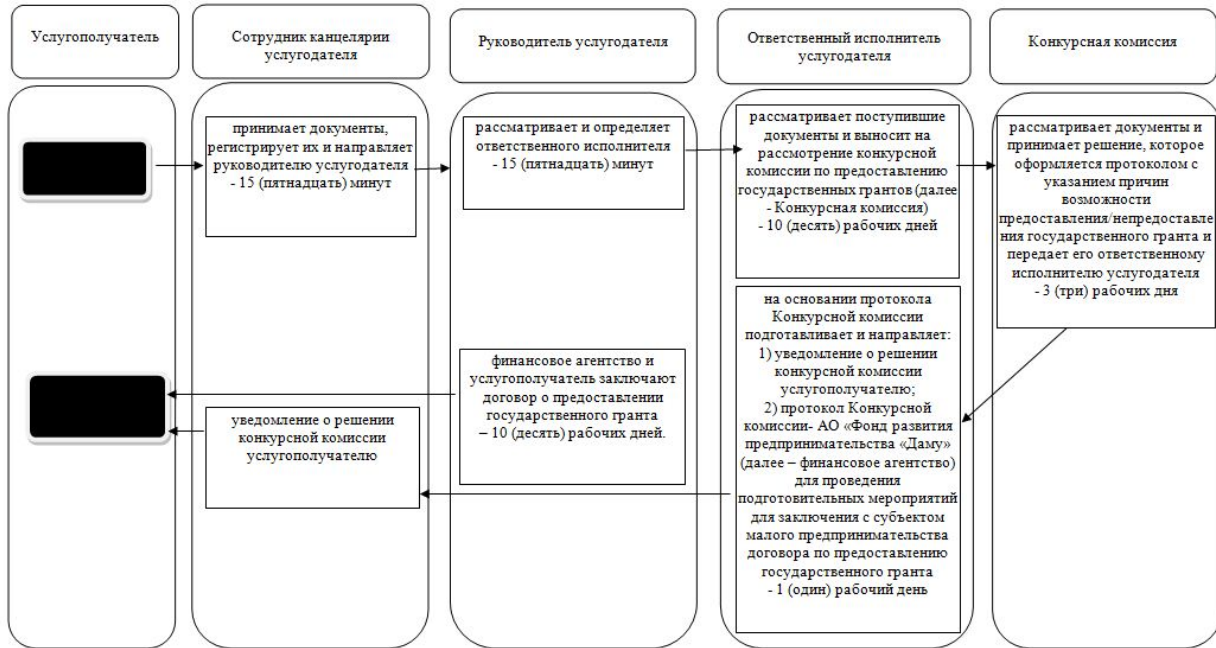 Услугополучатель
Сотрудник канцелярии
услугодателя
Руководитель услугодателя
Ответственный исполнитель
услугодателя
Конкурсная комиссия
принимает документы,
регистрирует их и направляет
руководителю услугодателя
- 15 (пятнадцать) минут
рассматривает и определяет
ответственного исполнителя
- 15 (пятнадцать) минут
рассматривает поступившие
документы и выносит на
рассмотрение конкурсной
комиссии по предоставлению
государственных грантов (далее
- Конкурсная комиссия)
- 10 (десять) рабочих дней
рассматривает документы и
принимает решение, которое
оформляется протоколом с
указанием причин
возможности
предоставления/непредоставле
ния государственного гранта и
передает его ответственному
исполнителю услугодателя
- 3 (три) рабочих дня
на основании протокола
Конкурсной комиссии
подготавливает и направляет:
1) уведомление о решении
конкурсной комиссии
услугополучателю;
2) протокол Конкурсной
комиссии- АО «Фонд развития
предпринимательства «Даму»
(далее – финансовое агентство)
для проведения
подготовительных мероприятий
для заключения с субъектом
малого предпринимательства
договора по предоставлению
государственного гранта
- 1 (один) рабочий день
финансовое агентство и
услугополучатель заключают
договор о предоставлении
государственного гранта
– 10 (десять) рабочих дней.
уведомление о решении
конкурсной комиссии
услугополучателю